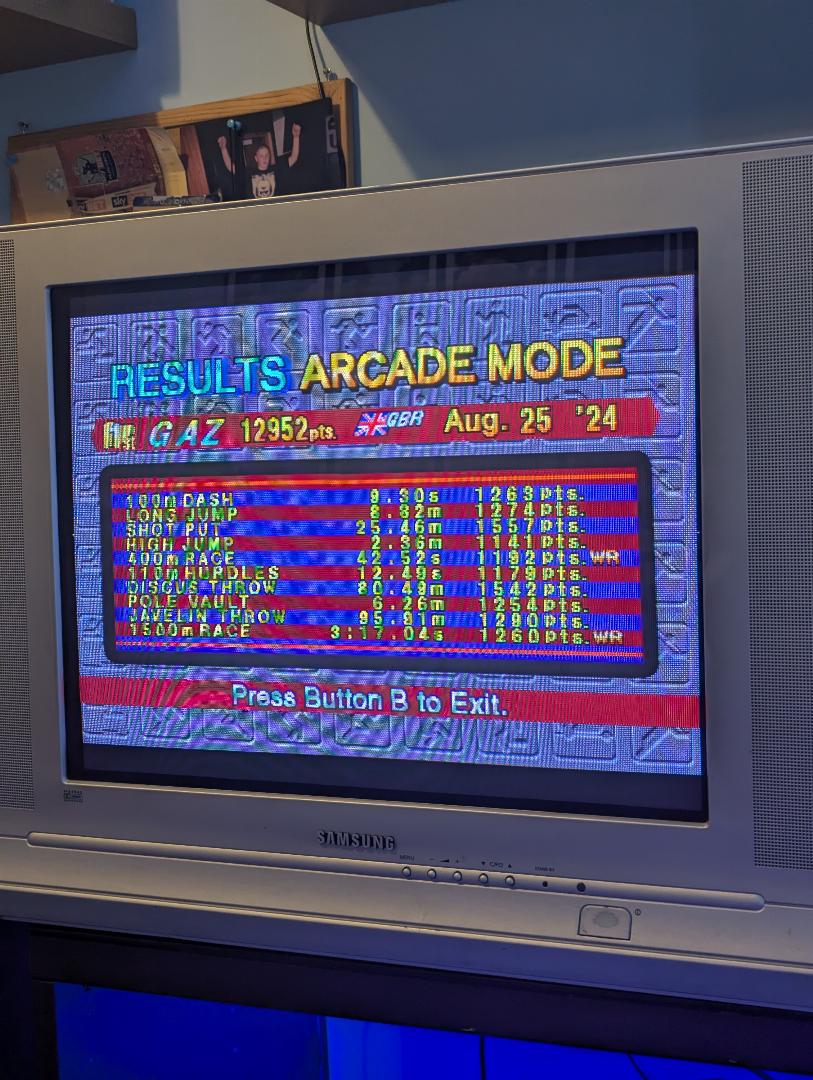 sky
RESULTS ARCADE MODE
1st GAZ 12952pts. GBR Aug. 25 '24
100m DASH 9.30s 1263pts.
LONG JUMP 8.82m 1274pts.
SHOT PUT 25.46m 1557pts.
HIGH JUMP 2.36m 1141pts.
400m RACE 42.52s 1192pts. WR
110m HURDLES 12.49s 1179pts.
DISCUS THROW 80.49m 1542pts.
POLE VAULT 6.26m 1254pts.
JAVELIN THROW 95.81m 1290pts.
1500m RACE 3:17.04s 1260pts. WR
Press Button B to Exit.
SAMSUNG
MENU